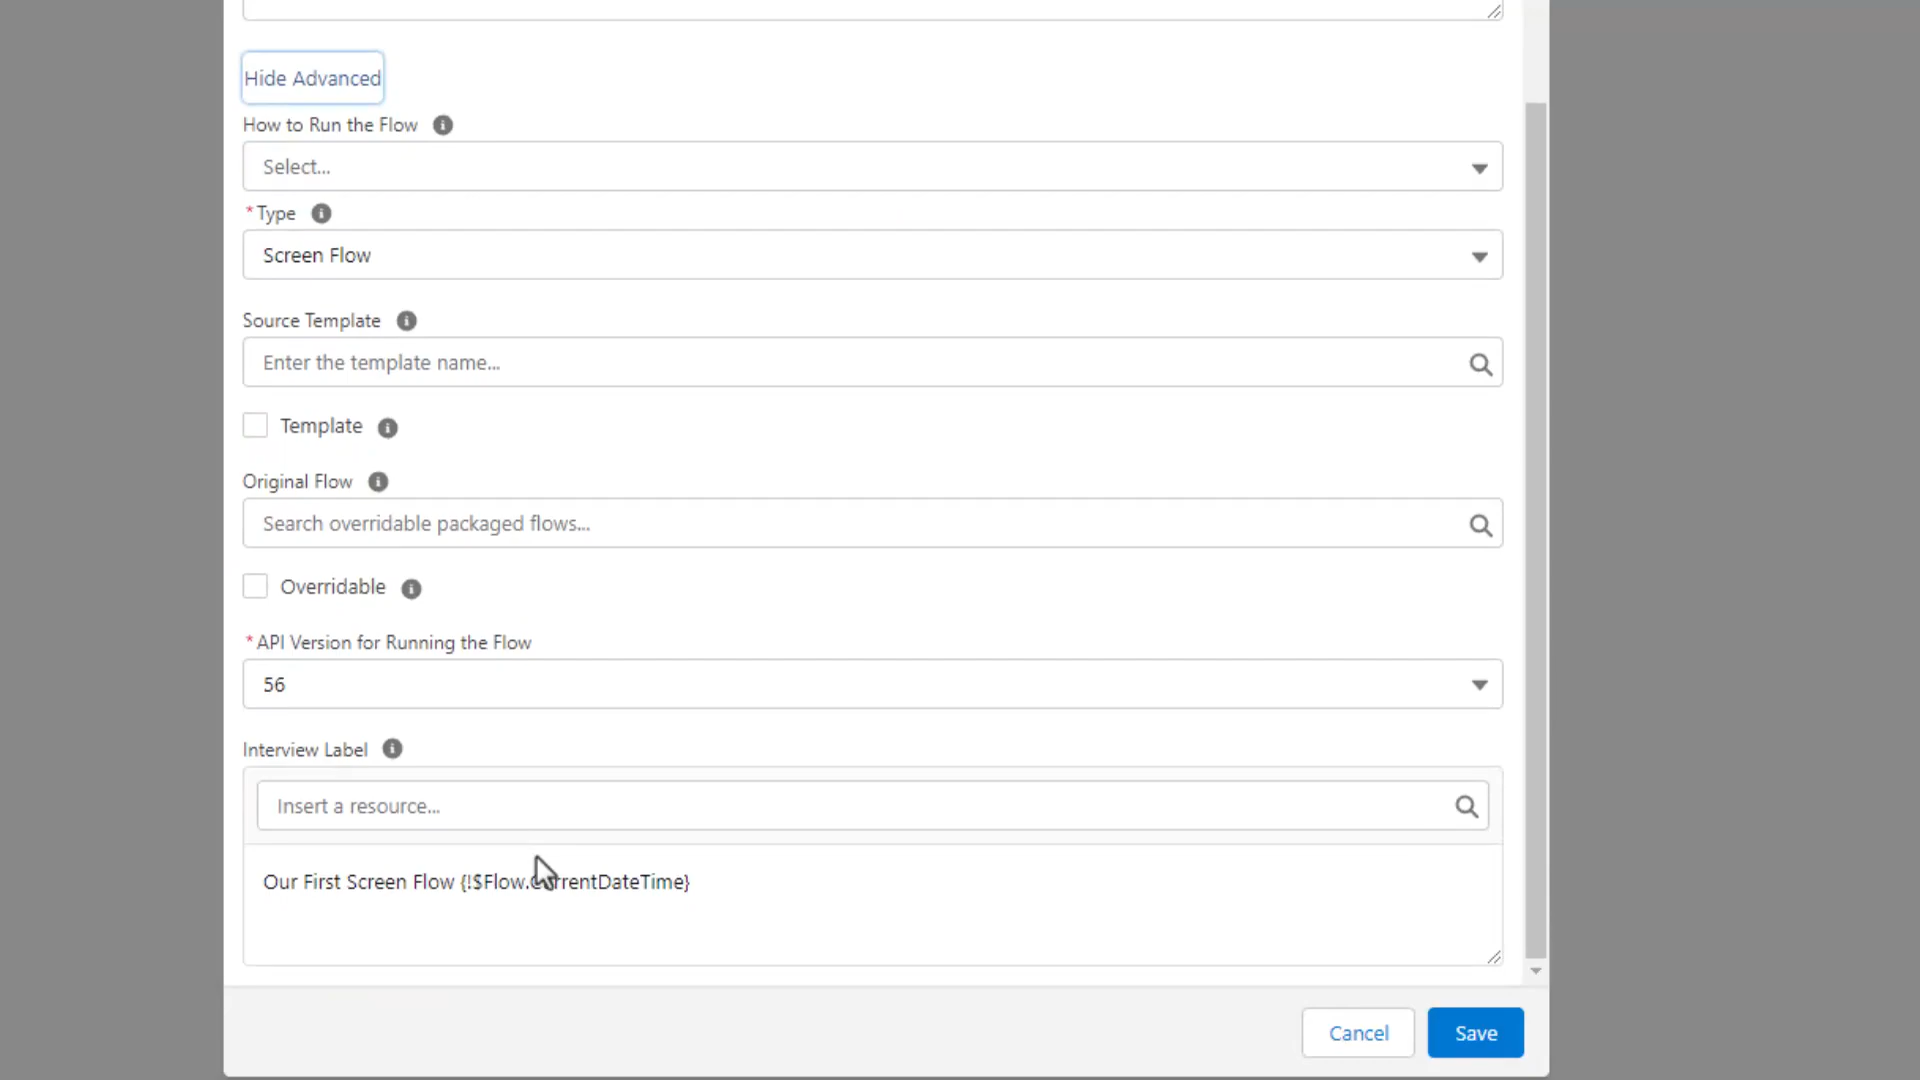 Hide Advanced
How to Run the Flow
Select...
*Type
Screen Flow
Source Template
Enter the template name...
Template
Original Flow
Search overridable packaged flows...
Overridable
*API Version for Running the Flow
56
Interview Label
Insert a resource...
Our First Screen Flow {!$Flow.CurrentDateTime}
Cancel
Save